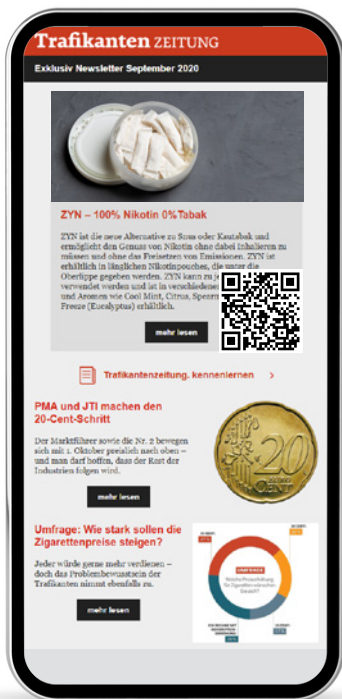 Trafikanten ZEITUNG
Exklusiv Newsletter September 2020
ZYN – 100% Nikotin 0%Tabak
ZYN ist die neue Alternative zu Snus oder Kautabak und
ermöglicht den Genuss von Nikotin ohne dabei Inhalieren zu
müssen und ohne das Freisetzen von Emissionen. ZYN ist
erhältlich in länglichen Nikotinpouches, die unter die
Oberlippe gegeben werden. ZYN kann zu
verwendet werden und ist in verschiedenen
und Aromen wie Cool Mint, Citrus,
Freeze (Eucalyptus) erhältlich.
mehr lesen
Trafikantenzeitung. kennenlernen >
PMA und JTI machen den
20-Cent-Schritt
Der Marktführer sowie die Nr. 2 bewegen
sich mit 1. Oktober preislich nach oben –
und man darf hoffen, dass der Rest der
Industrien folgen wird.
mehr lesen
20
CENT
Umfrage: Wie stark sollen die
Zigarettenpreise steigen?
Jeder würde gerne mehr verdienen –
doch das Problembewusstsein der
Trafikanten nimmt ebenfalls zu.
mehr lesen
UMFRAGE